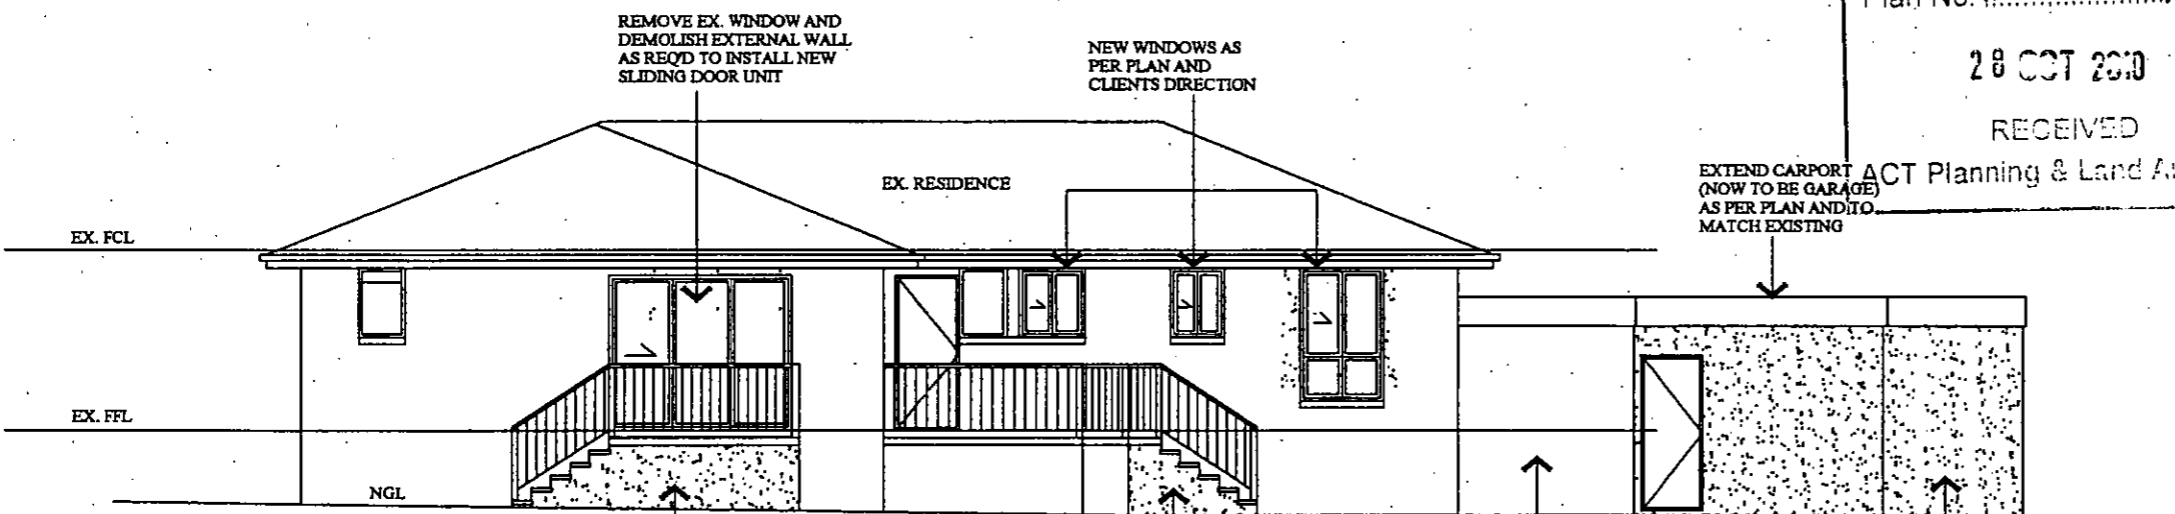 REMOVE EX. WINDOW AND
DEMOLISH EXTERNAL WALL
AS REQ'D TO INSTALL NEW
SLIDING DOOR UNIT
NEW WINDOWS AS
PER PLAN AND
CLIENTS DIRECTION
Plan No.
28 OCT 2010
RECEIVED
ACT Planning & Land
EXTEND CARPORT
(NOW TO BE GARAGE)
AS PER PLAN AND TO
MATCH EXISTING
EX. RESIDENCE
EX. FCL
EX. FFL
NGL